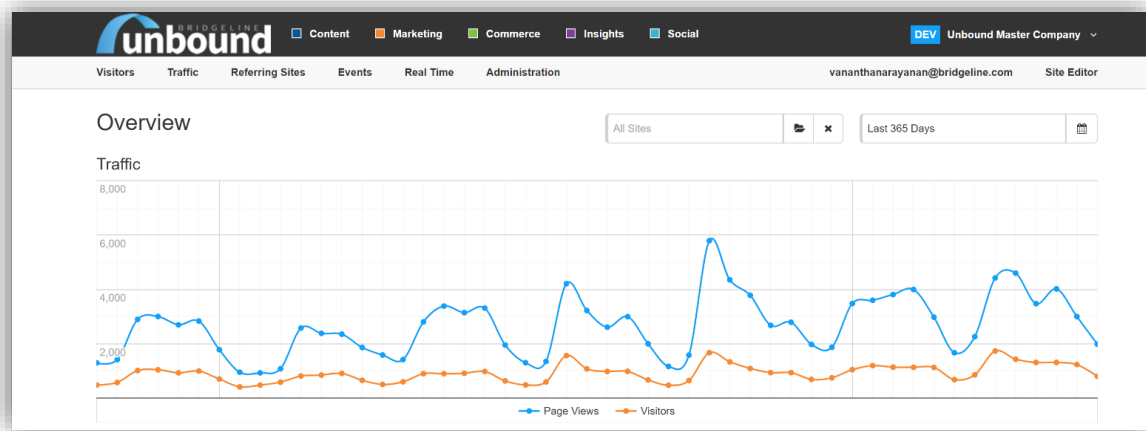 BRIDGELINE
unbound
Content Marketing Commerce Insights Social
DEV Unbound Master Company
Visitors Traffic Referring Sites Events Real Time Administration
vananthanarayanan@bridgeline.com Site Editor
Overview
All Sites
Last 365 Days
Traffic
8,000
6,000
4,000
2,000
Page Views Visitors